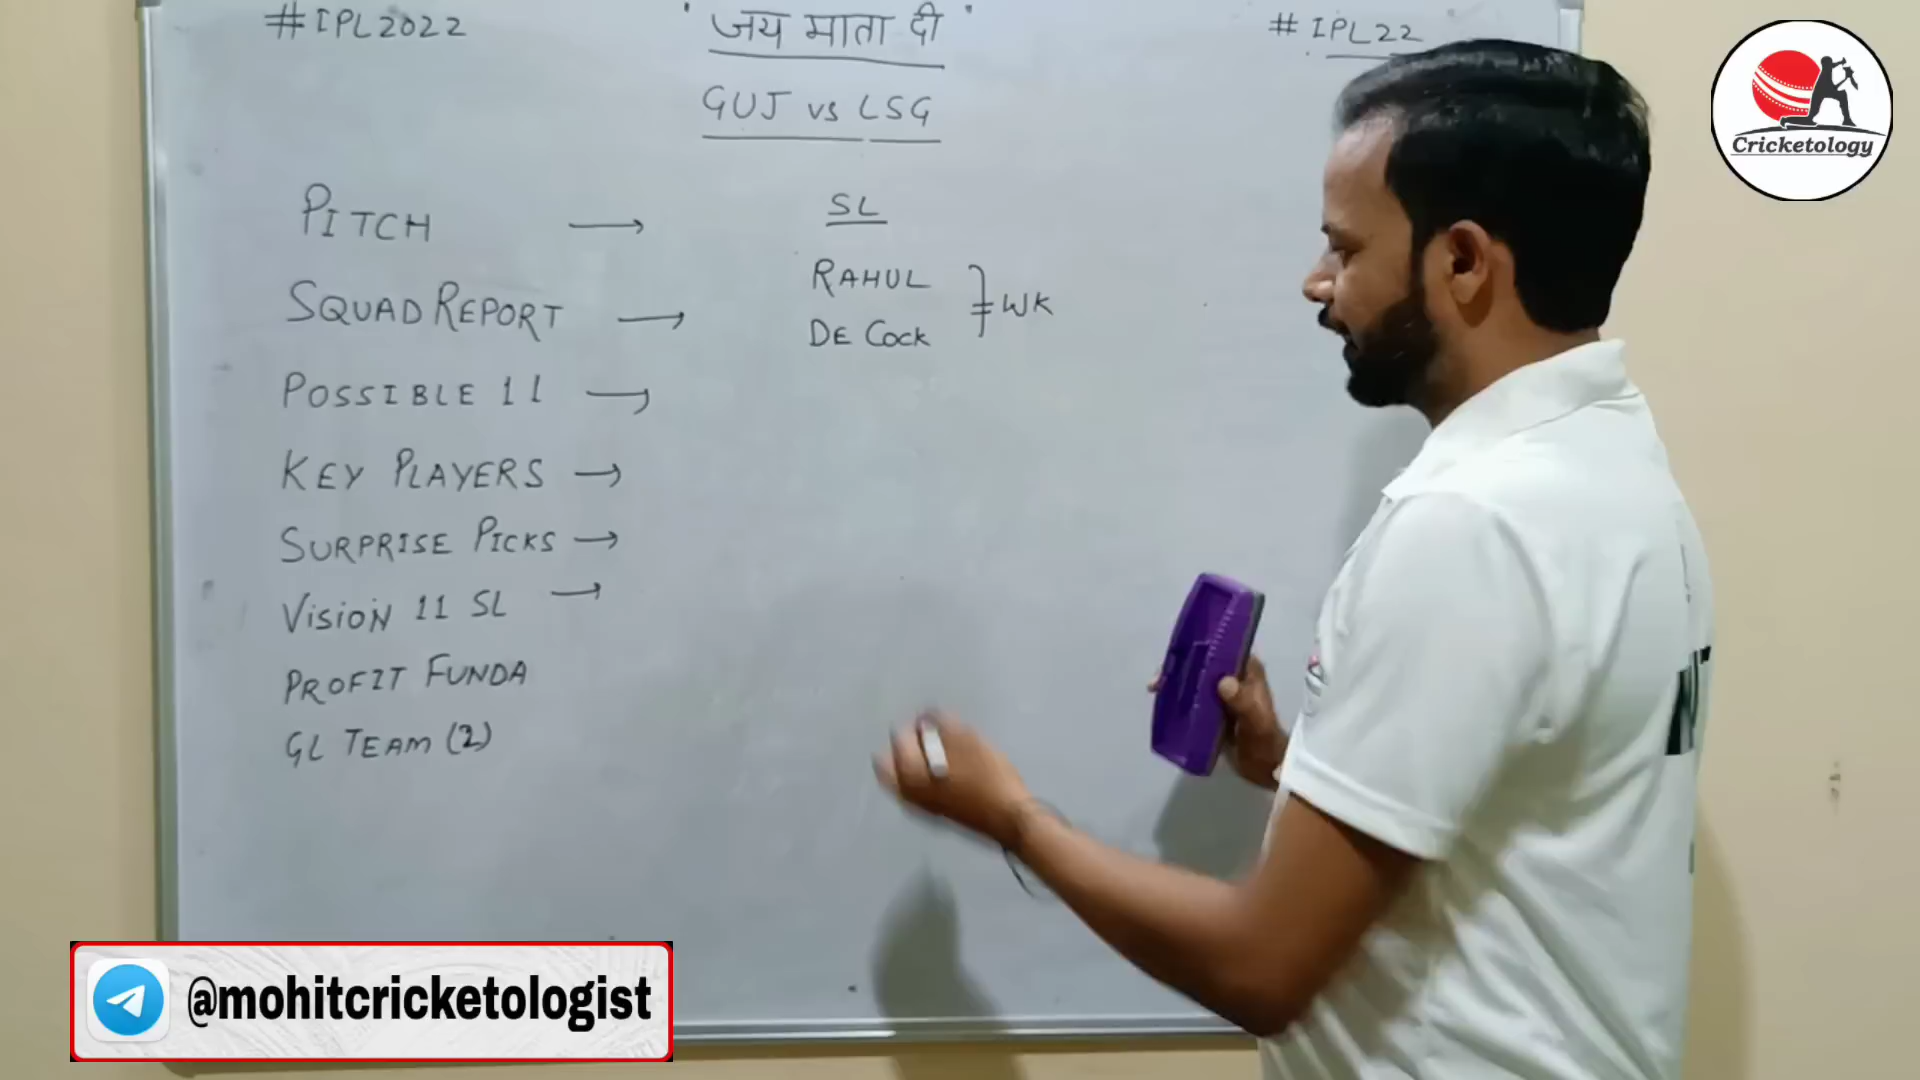 #IPL2022
'जय माता दी'
#IPL22
GUJ vs LSG
PITCH →
SQUAD REPORT →
POSSIBLE 11 →
KEY PLAYERS →
SURPRISE PICKS →
VISION 11 SL →
PROFIT FUNDA
GL TEAM (2)
SL
RAHUL
DE COCK
WK
Cricketology
@mohitcricketologist